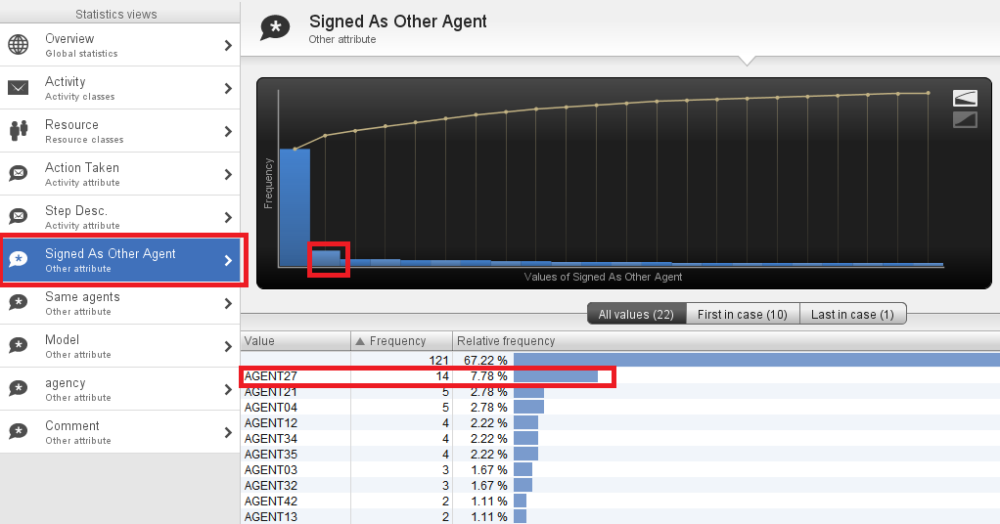 Statistics views
Overview
Global statistics
Activity
Activity classes
Resource
Resource classes
Action Taken
Activity attribute
Step Desc.
Activity attribute
Signed As Other Agent
Other attribute
Same agents
Other attribute
Model
Other attribute
agency
Other attribute
Comment
Other attribute
Signed As Other Agent
Other attribute
Frequency
Values of Signed As Other Agent
All values (22) First in case (10) Last in case (1)
Value Frequency Relative frequency
121 67.22 %
AGENT27 14 7.78 %
AGENT21 5 2.78 %
AGENT04 5 2.78 %
AGENT12 4 2.22 %
AGENT34 4 2.22 %
AGENT35 4 2.22 %
AGENT03 3 1.67 %
AGENT32 3 1.67 %
AGENT42 2 1.11 %
AGENT13 2 1.11 %